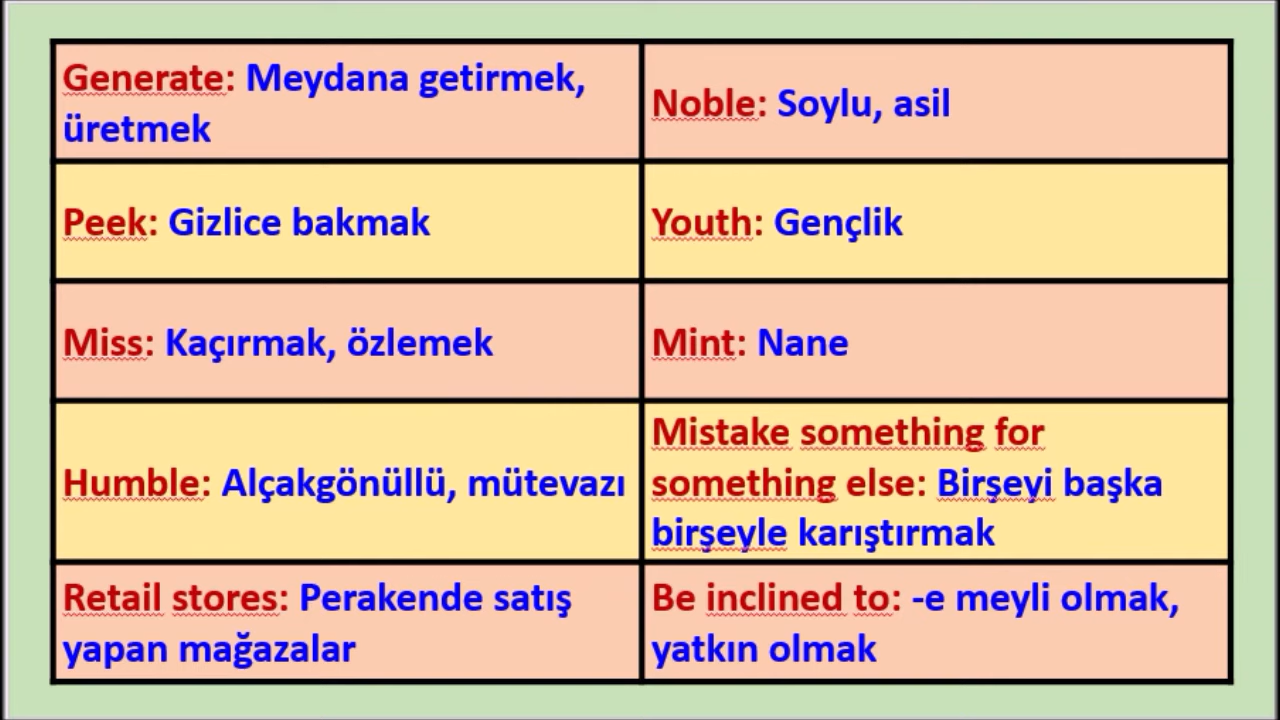 Generate: Meydana getirmek,
üretmek
Noble: Soylu, asil
Peek: Gizlice bakmak
Youth: Gençlik
Miss: Kaçırmak, özlemek
Mint: Nane
Humble: Alçakgönüllü, mütevazı
Mistake something for
something else: Birşeyi başka
birşeyle karıştırmak
Retail stores: Perakende satış
yapan mağazalar
Be inclined to: -e meyli olmak,
yatkın olmak